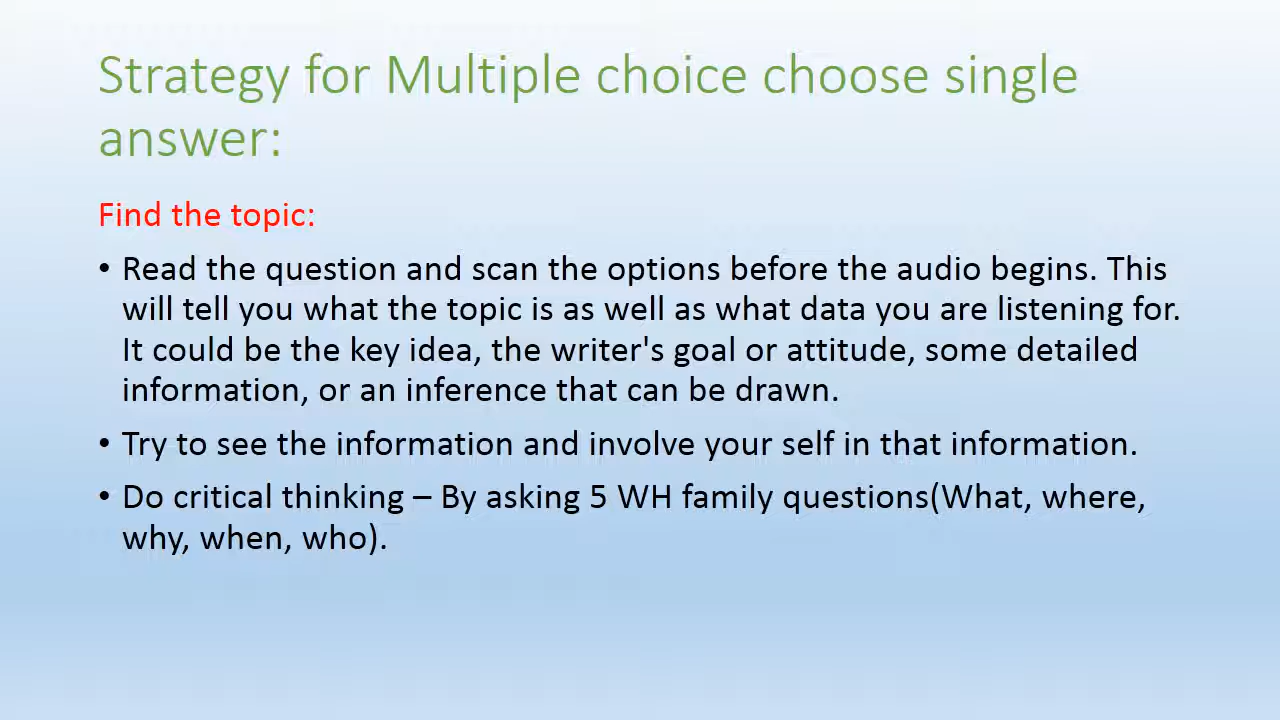 Strategy for Multiple choice choose single
answer:
Find the topic:
• Read the question and scan the options before the audio begins. This
will tell you what the topic is as well as what data you are listening for.
It could be the key idea, the writer's goal or attitude, some detailed
information, or an inference that can be drawn.
• Try to see the information and involve your self in that information.
• Do critical thinking – By asking 5 WH family questions(What, where,
why, when, who).